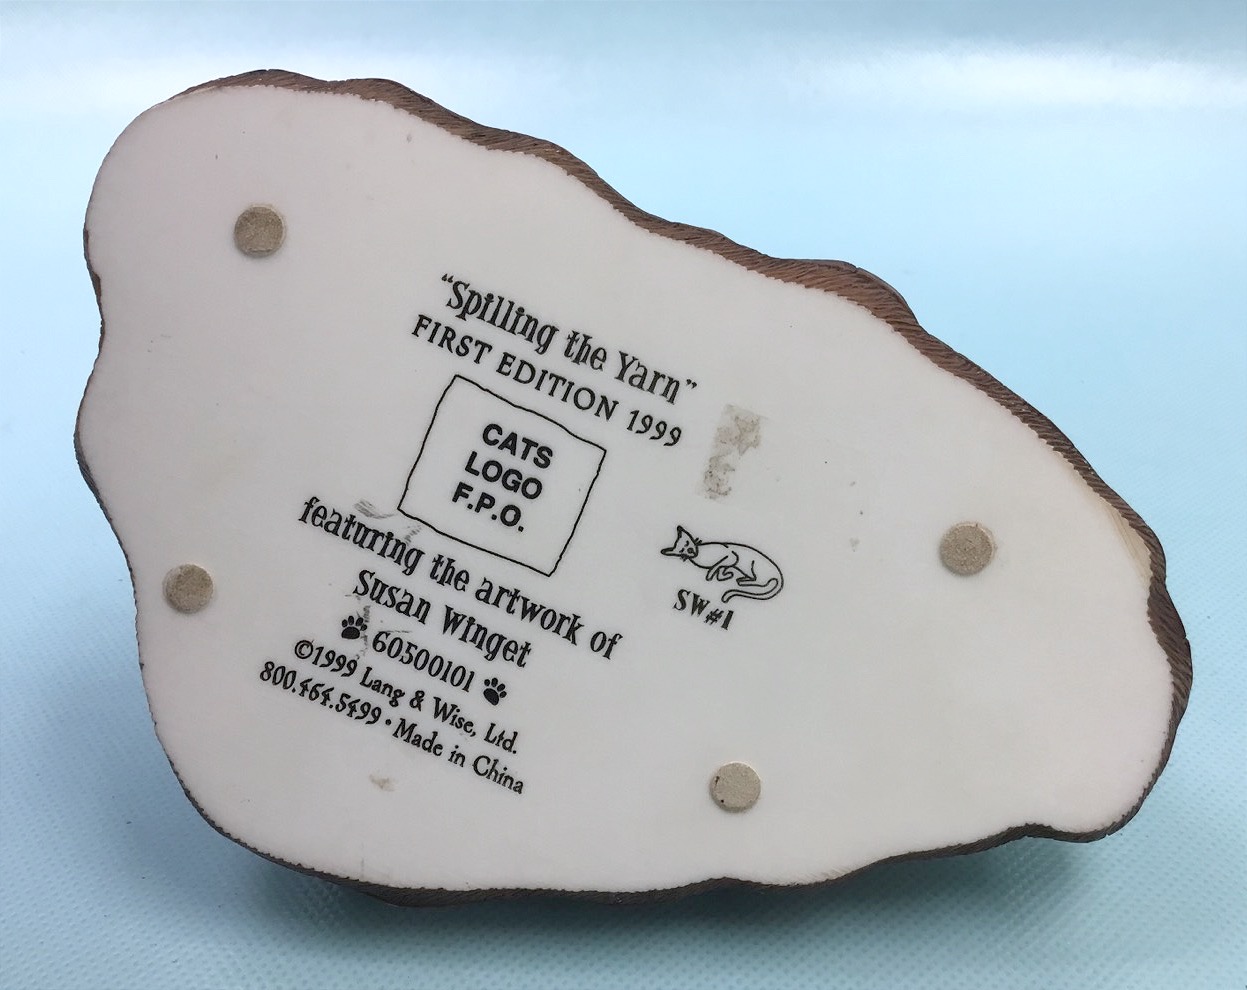 “Spilling the Yarn”
FIRST EDITION 1999
CATS
LOGO
F.P.O.
featuring the artwork of
Susan Winget
60500101
©1999 Lang & Wise, Ltd.
800.464.5499 • Made in China
SW#1